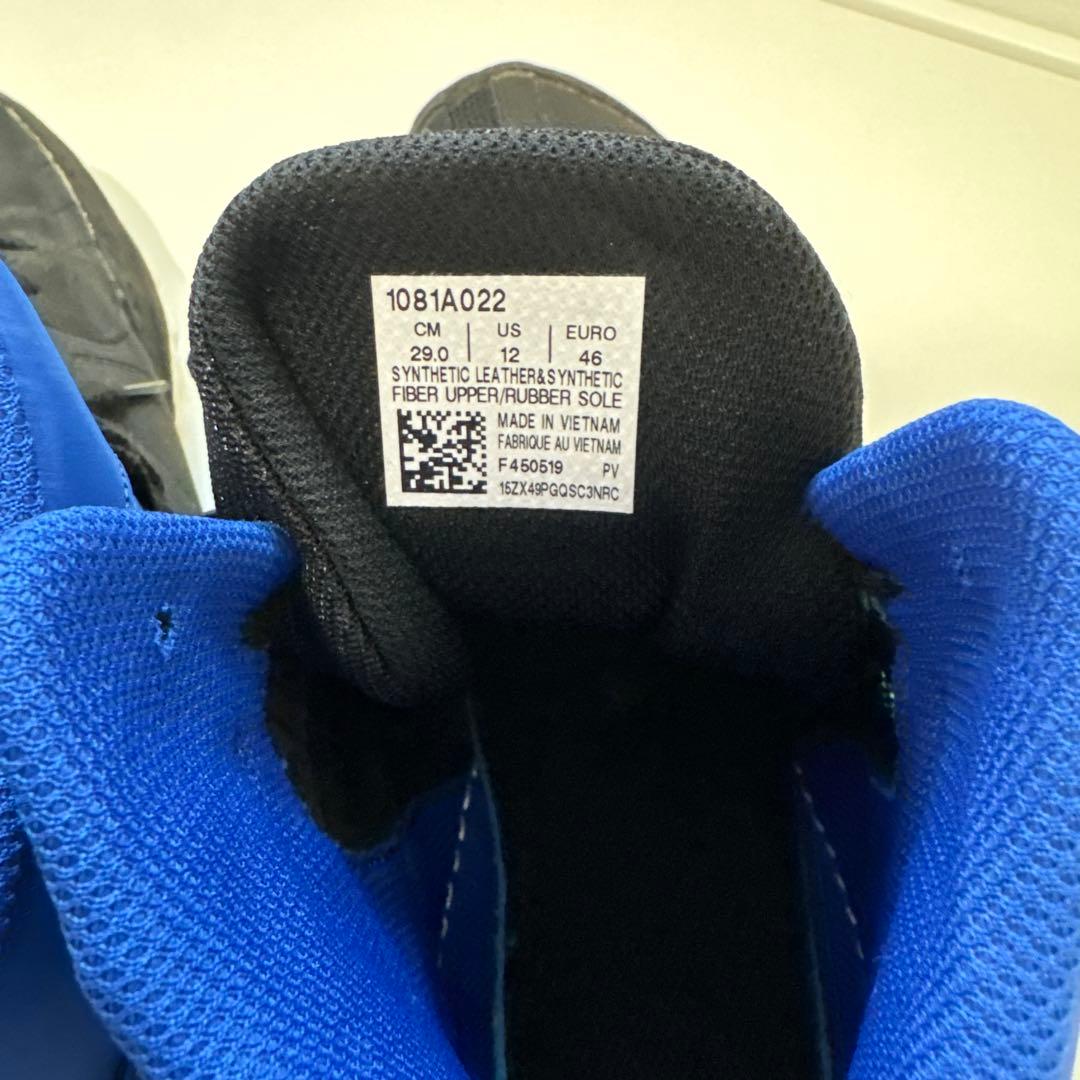 1081A022
CM | US | EURO
29.0 | 12 | 46
SYNTHETIC LEATHER&SYNTHETIC
FIBER UPPER/RUBBER SOLE
MADE IN VIETNAM
FABRIQUE AU VIETNAM
F450519 PV
15ZX49PGQSC3NRC